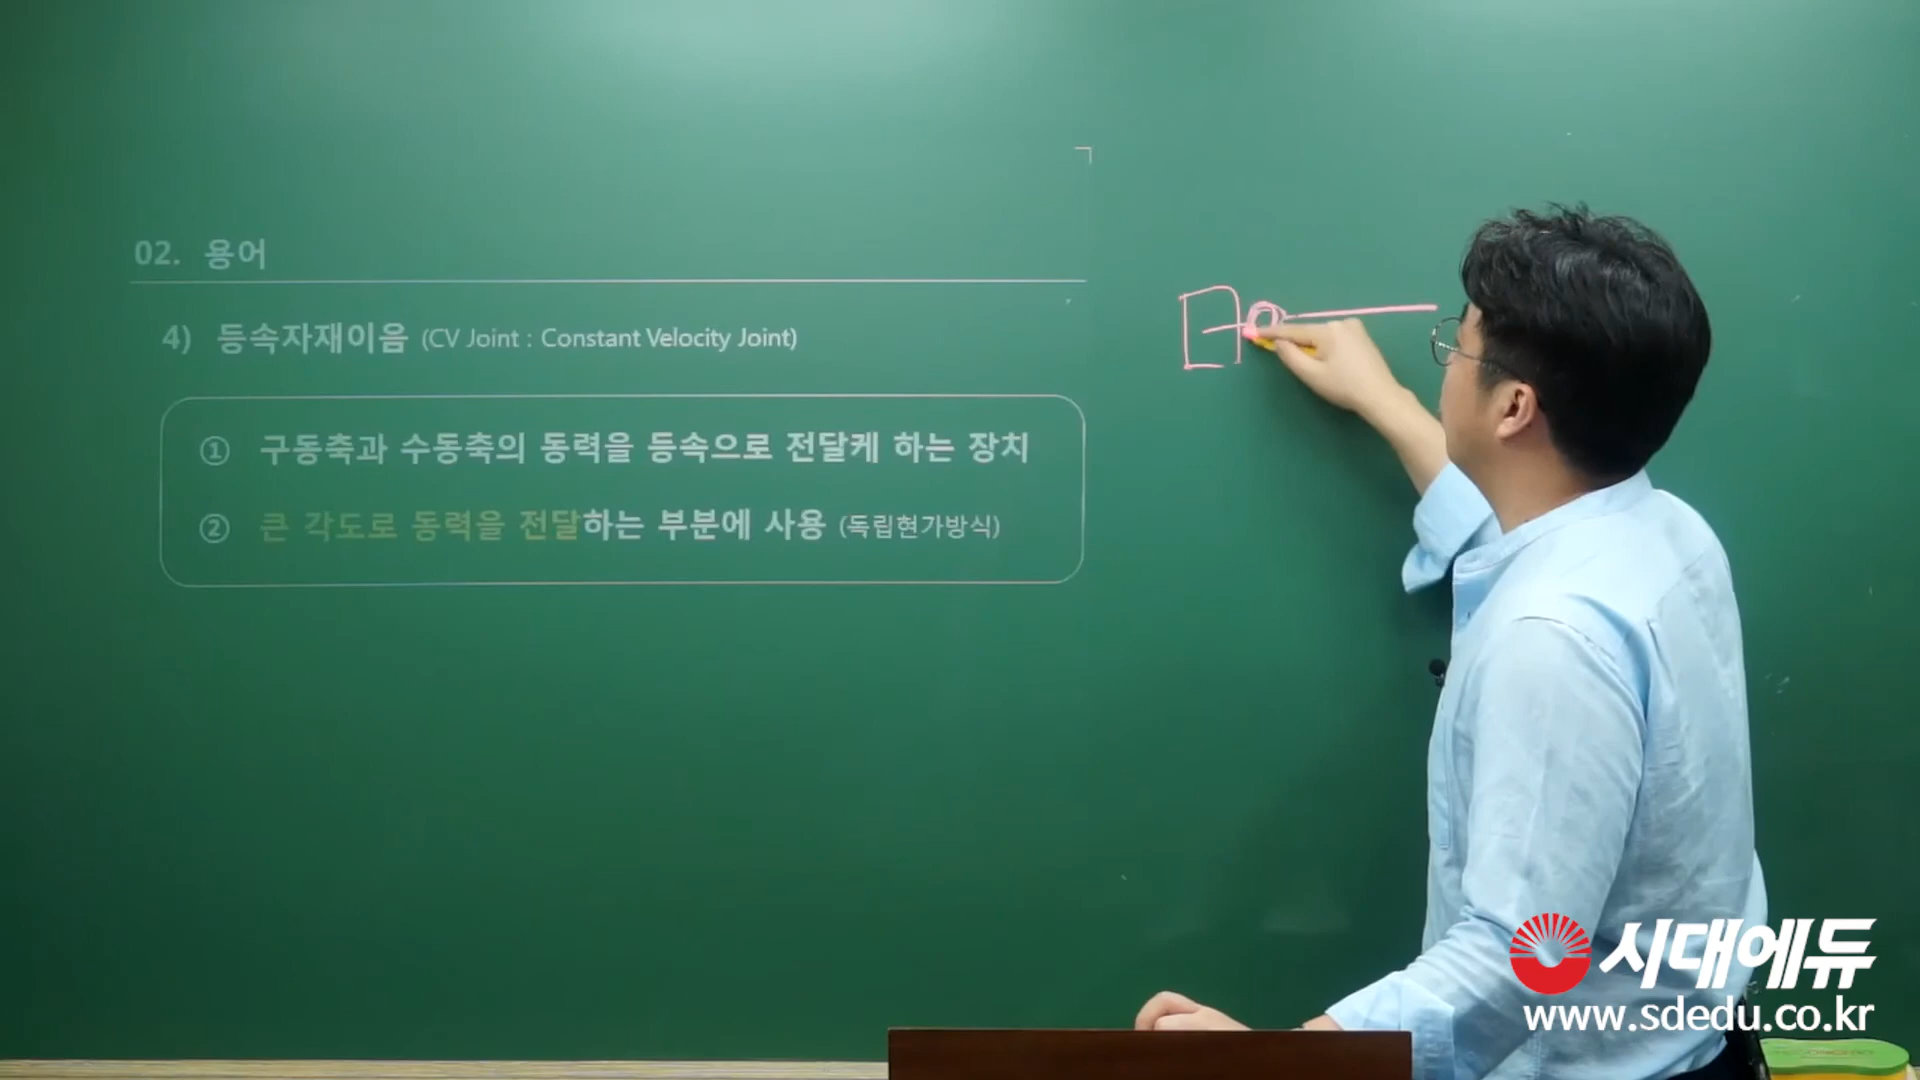 02. 용어
4) 등속자재이음 (CV Joint : Constant Velocity Joint)
① 구동축과 수동축의 동력을 등속으로 전달케 하는 장치
② 큰 각도로 동력을 전달하는 부분에 사용 (독립현가방식)
시대에듀
www.sdedu.co.kr